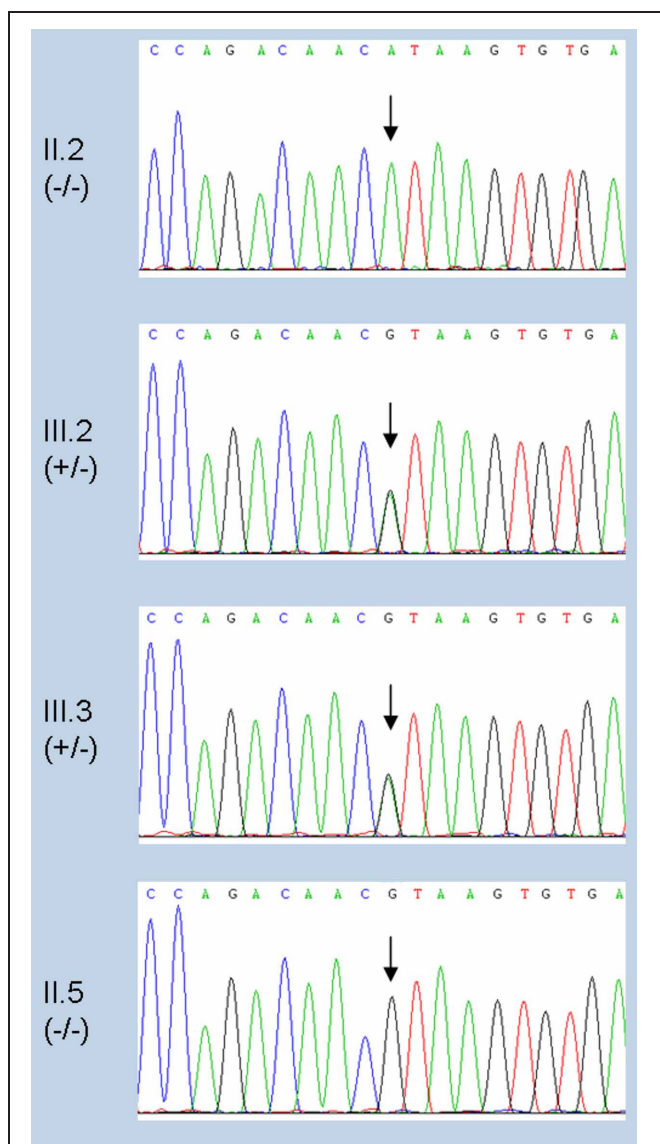 C C A G A C A A C A T A A G T G T G A
II.2
(-/-)
C C A G A C A A C G T A A G T G T G A
III.2
(+/-)
C C A G A C A A C G T A A G T G T G A
III.3
(+/-)
C C A G A C A A C G T A A G T G T G A
II.5
(-/-)